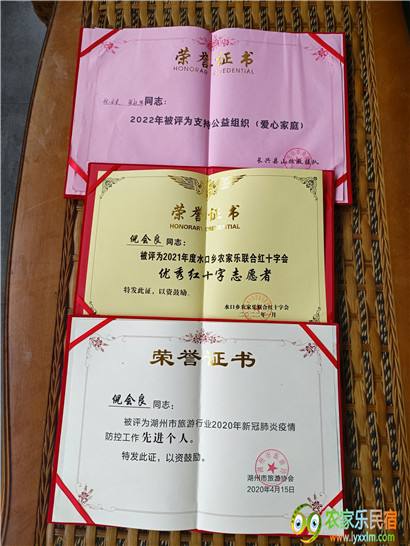 荣誉证书
HONORARY CREDENTIAL
同志:
2022年被评为支持公益组织（爱心家庭）
荣誉证书
HONORARY CREDENTIAL
倪会良 同志:
被评为2021年度水口乡农家乐联合红十字会
优秀红十字志愿者
特发此证，以资鼓励。
水口乡农家乐联合红十字会
荣誉证书
倪会良 同志:
被评为湖州市旅游行业2020年新冠肺炎疫情
防控工作先进个人。
特发此证，以资鼓励。
湖州市旅游协会
2020年4月15日
农家乐民宿
www.lyxxlm.com